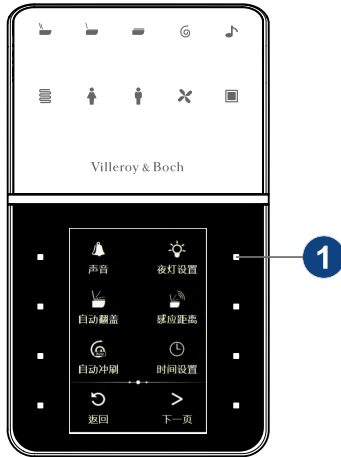 Villeroy & Boch
声音 夜灯设置
自动翻盖 感应距离
自动冲刷 时间设置
返回 下一页
1